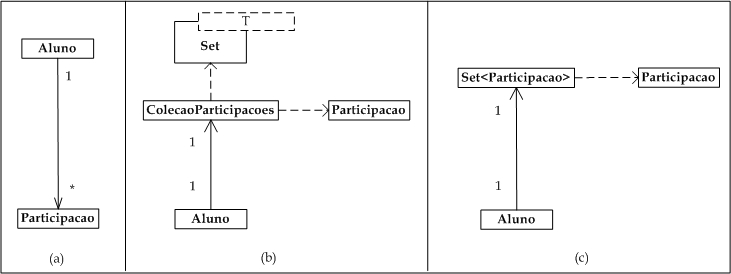 Aluno
1
*
Participacao
(a)
T
Set
ColecaoParticipacoes
Participacao
1
1
Aluno
(b)
Set<Participacao>
Participacao
1
1
Aluno
(c)